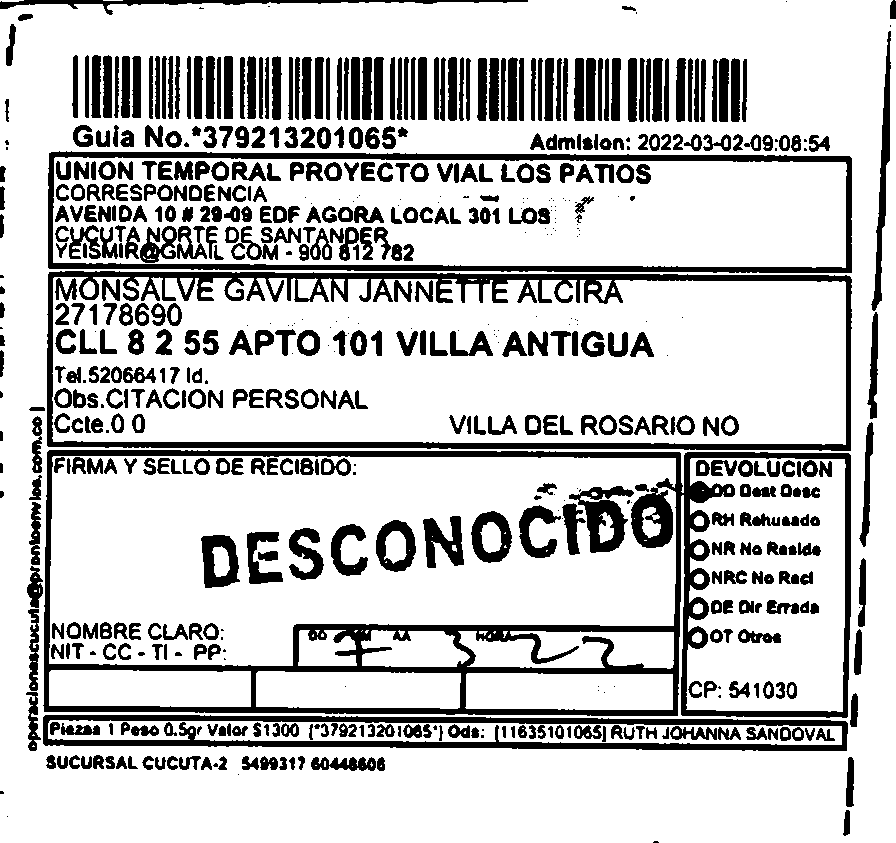 Guia No.*379213201065*
Admision: 2022-03-02-09:08:54
UNION TEMPORAL PROYECTO VIAL LOS PATIOS
CORRESPONDENCIA
AVENIDA 10 # 29-09 EDF AGORA LOCAL 301 LOS
CUCUTA NORTE DE SANTANDER
YEISMIR@GMAIL COM - 900 812 782
MONSALVE GAVILAN JANNETTE ALCIRA
27178690
CLL 8 2 55 APTO 101 VILLA ANTIGUA
Tel.52066417 Id.
Obs.CITACION PERSONAL
Ccte.0 0
VILLA DEL ROSARIO NO
operacionescucuta@prontoenvios.com.co |
FIRMA Y SELLO DE RECIBIDO:
DESCONOCIDO
NOMBRE CLARO:
NIT - CC - TI - PP:
DD MM AA HORA
7 3 22
DEVOLUCION
DD Dest Desc
RH Rehusado
NR No Reside
NRC No Recl
DE Dir Errada
OT Otros
CP: 541030
Piezas 1 Peso 0.5gr Valor $1300 [*379213201065*] Ods: [11635101065] RUTH JOHANNA SANDOVAL
SUCURSAL CUCUTA-2 5499317 60448606